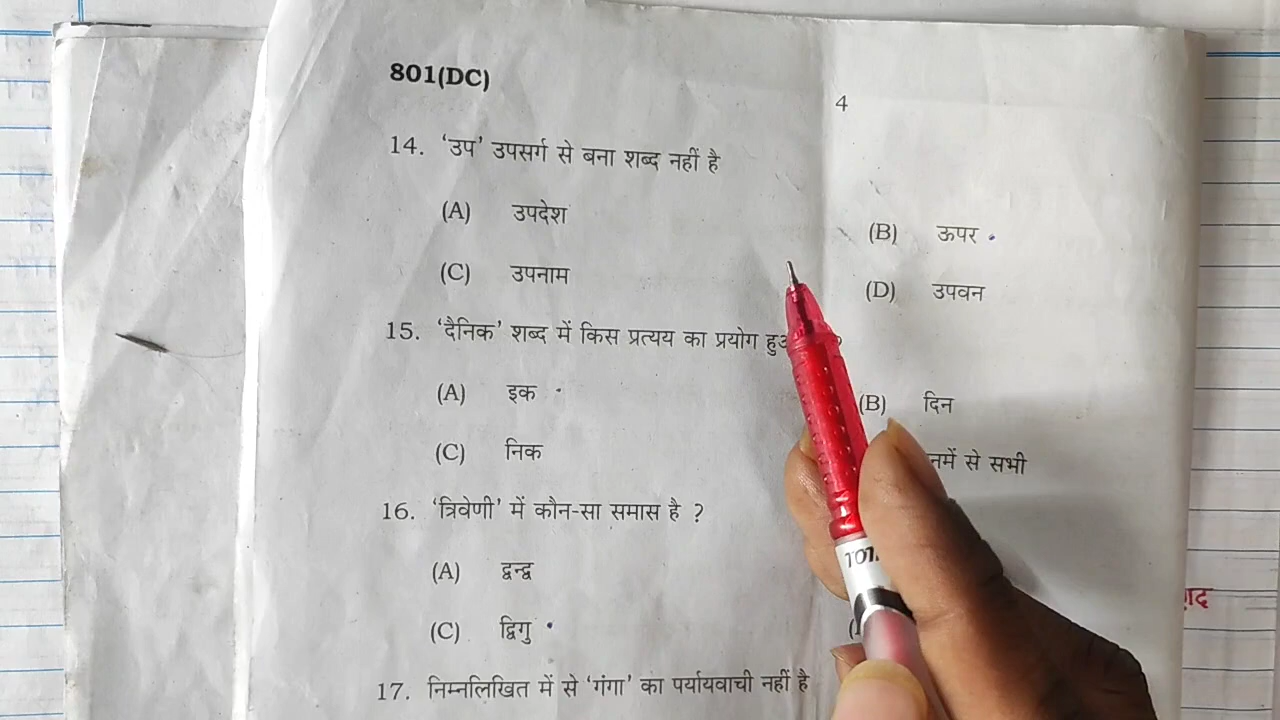 801(DC)
4
14. ‘उप’ उपसर्ग से बना शब्द नहीं है
(A) उपदेश
(B) ऊपर
(C) उपनाम
(D) उपवन
15. ‘दैनिक’ शब्द में किस प्रत्यय का प्रयोग
(A) इक
(B) दिन
(C) निक
से सभी
16. ‘त्रिवेणी’ में कौन-सा समास है ?
(A) द्वन्द्व
(C) द्विगु
17. निम्नलिखित में से ‘गंगा’ का पर्यायवाची नहीं है